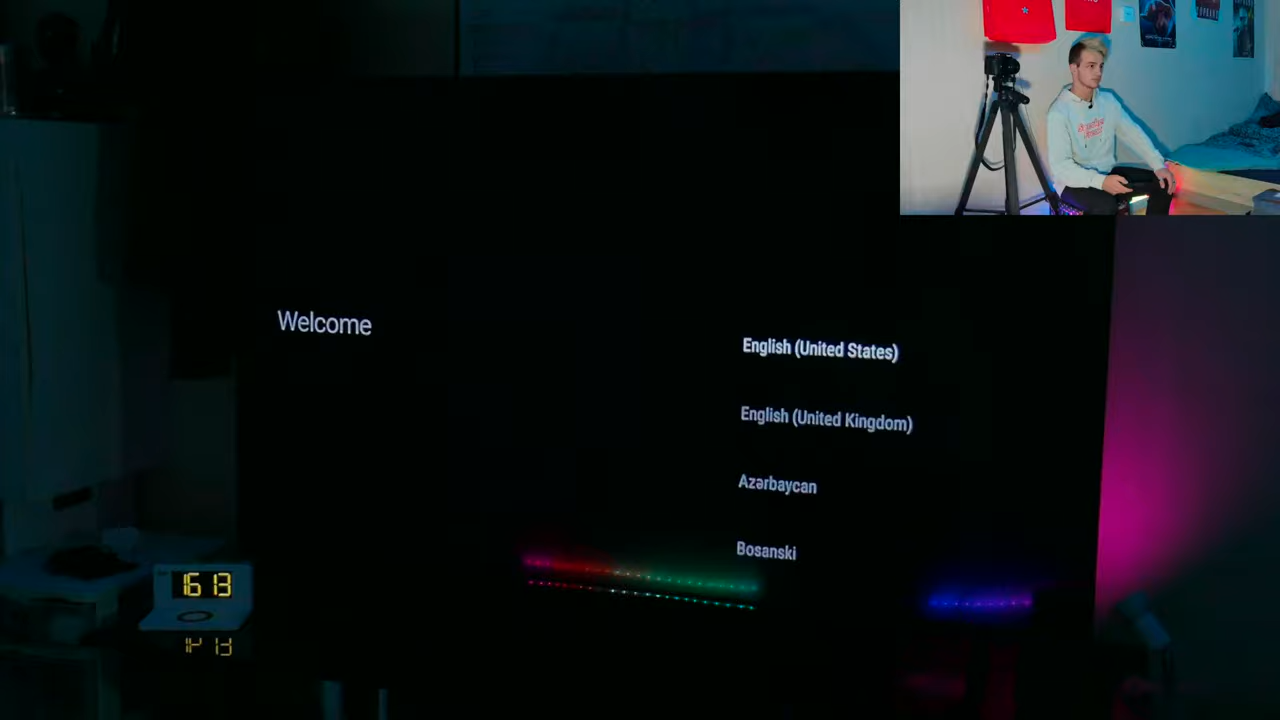 Welcome
English (United States)
English (United Kingdom)
Azərbaycan
Bosanski
16 13